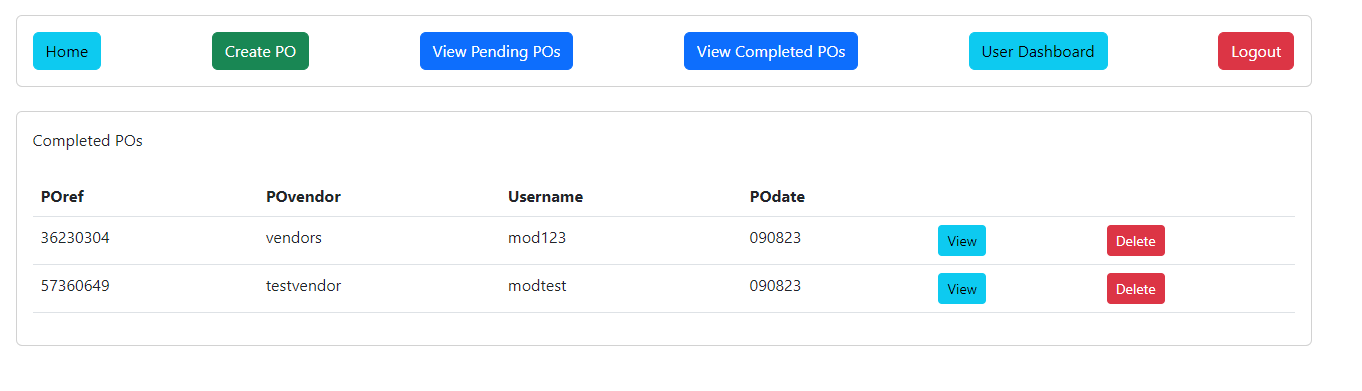 Home Create PO View Pending POs View Completed POs User Dashboard Logout
Completed POs
POref POvendor Username POdate
36230304 vendors mod123 090823 View Delete
57360649 testvendor modtest 090823 View Delete